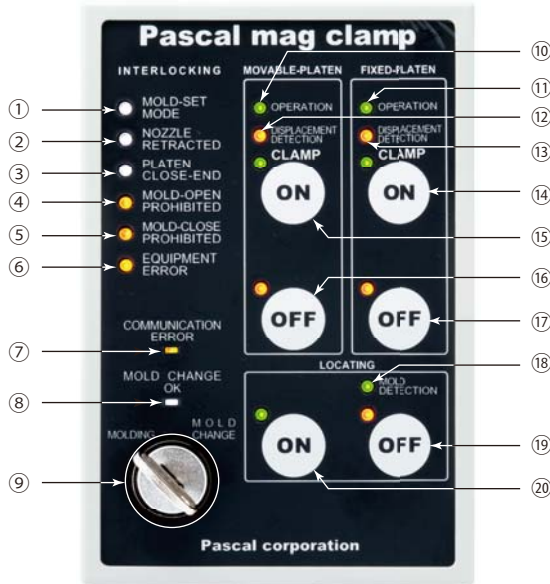 Pascal mag clamp
INTERLOCKING
① MOLD-SET
MODE
② NOZZLE
RETRACTED
③ PLATEN
CLOSE-END
④ MOLD-OPEN
PROHIBITED
⑤ MOLD-CLOSE
PROHIBITED
⑥ EQUIPMENT
ERROR
COMMUNICATION
ERROR
⑦
MOLD CHANGE
OK
⑧
MOLDING
MOLD
CHANGE
⑨
MOVABLE-PLATEN
OPERATION
DISPLACEMENT
DETECTION
CLAMP
ON
OFF
FIXED-PLATEN
OPERATION
DISPLACEMENT
DETECTION
CLAMP
ON
OFF
⑩
⑪
⑫
⑬
⑭
⑮
⑯
⑰
LOCATING
⑱
MOLD
DETECTION
ON
OFF
⑲
⑳
Pascal corporation